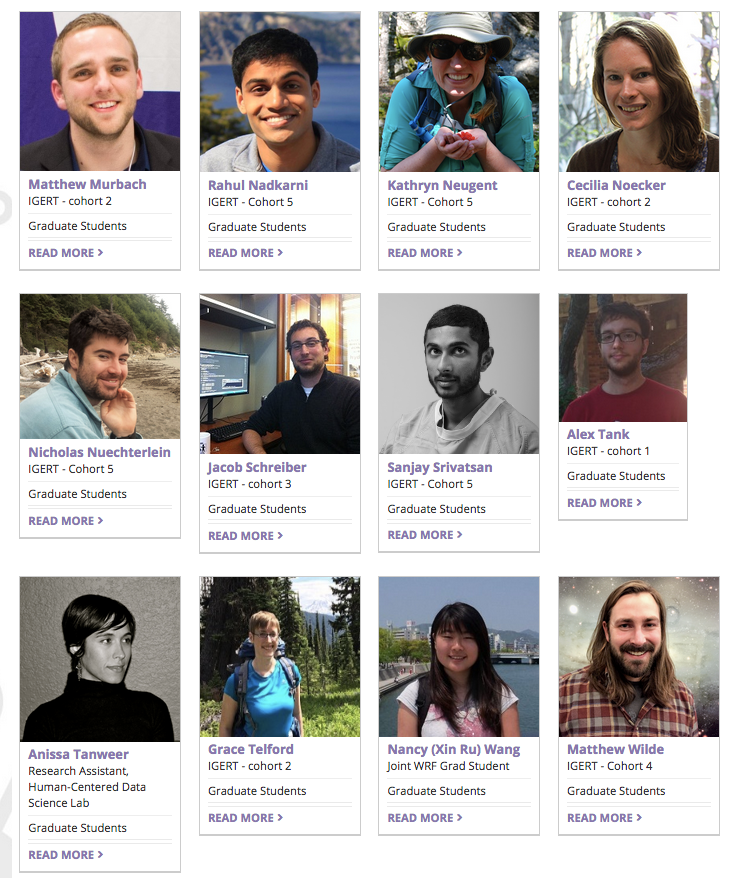 Matthew Murbach
IGERT - cohort 2
Graduate Students
READ MORE >
Rahul Nadkarni
IGERT - Cohort 5
Graduate Students
READ MORE >
Kathryn Neugent
IGERT - Cohort 5
Graduate Students
READ MORE >
Cecilia Noecker
IGERT - cohort 2
Graduate Students
READ MORE >
Nicholas Nuechterlein
IGERT - Cohort 5
Graduate Students
READ MORE >
Jacob Schreiber
IGERT - cohort 3
Graduate Students
READ MORE >
Sanjay Srivatsan
IGERT - Cohort 5
Graduate Students
READ MORE >
Alex Tank
IGERT - cohort 1
Graduate Students
READ MORE >
Anissa Tanweer
Research Assistant,
Human-Centered Data
Science Lab
Graduate Students
READ MORE >
Grace Telford
IGERT - cohort 2
Graduate Students
READ MORE >
Nancy (Xin Ru) Wang
Joint WRF Grad Student
Graduate Students
READ MORE >
Matthew Wilde
IGERT - Cohort 4
Graduate Students
READ MORE >